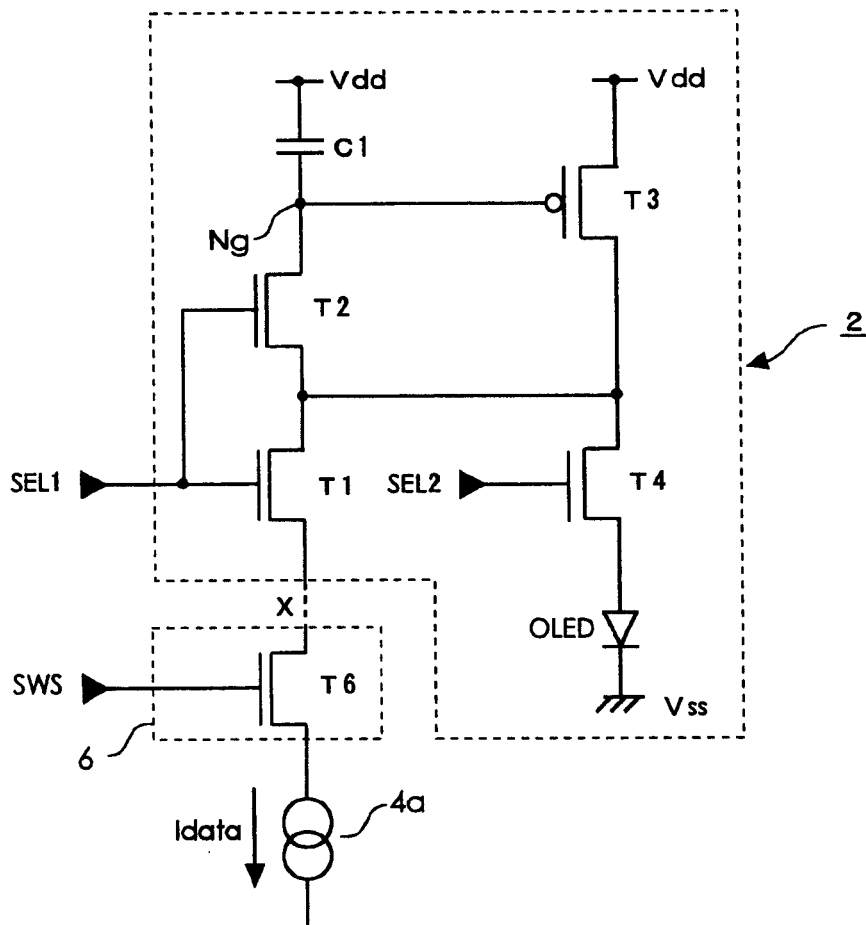 Vdd
Vdd
C1
T3
Ng
T2
2
SEL1
T1
SEL2
T4
X
OLED
SWS
T6
Vss
6
4a
Idata